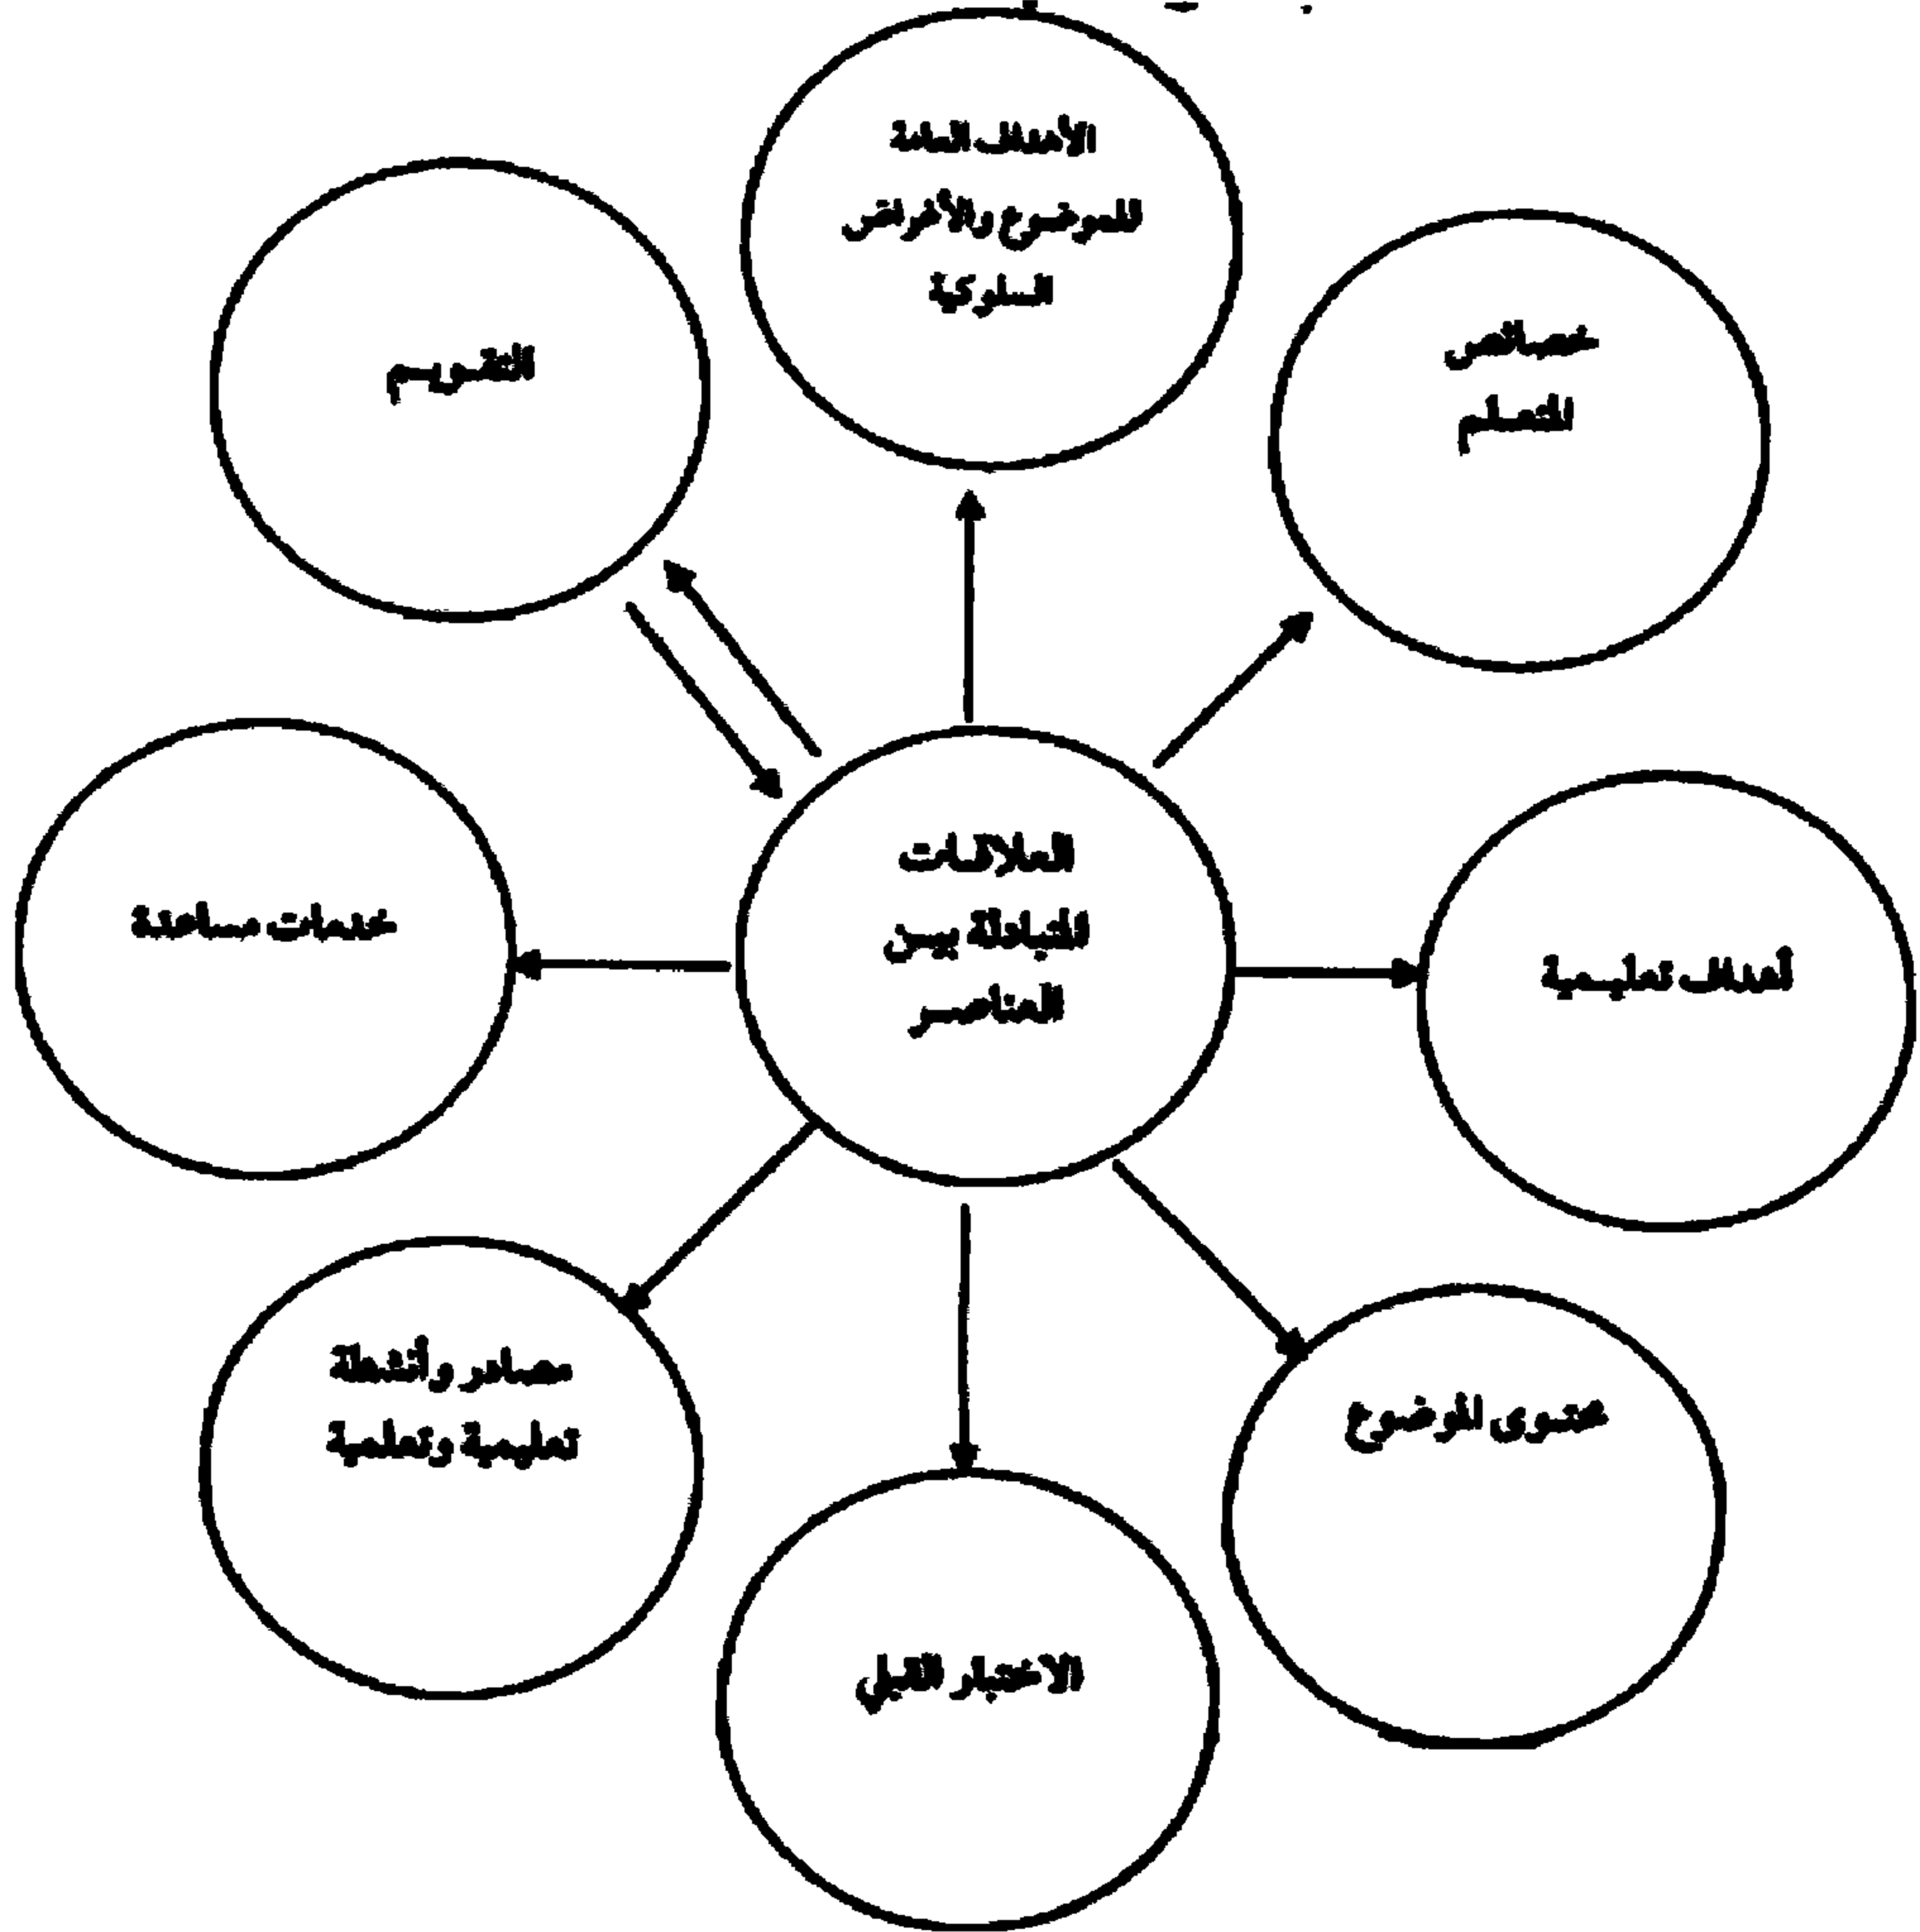 الأهداف العامة
الموضوع والأغراض
السلوكية
خصائص
المتعلم
التقويم
العلاقات
المتبادلة بين
العناصر
خدمات مساعدة
أهداف تعليمية
مصادر وأنشطة
تعليمية وتعلمية
محتوى الموضوع
الاختبار القبلي